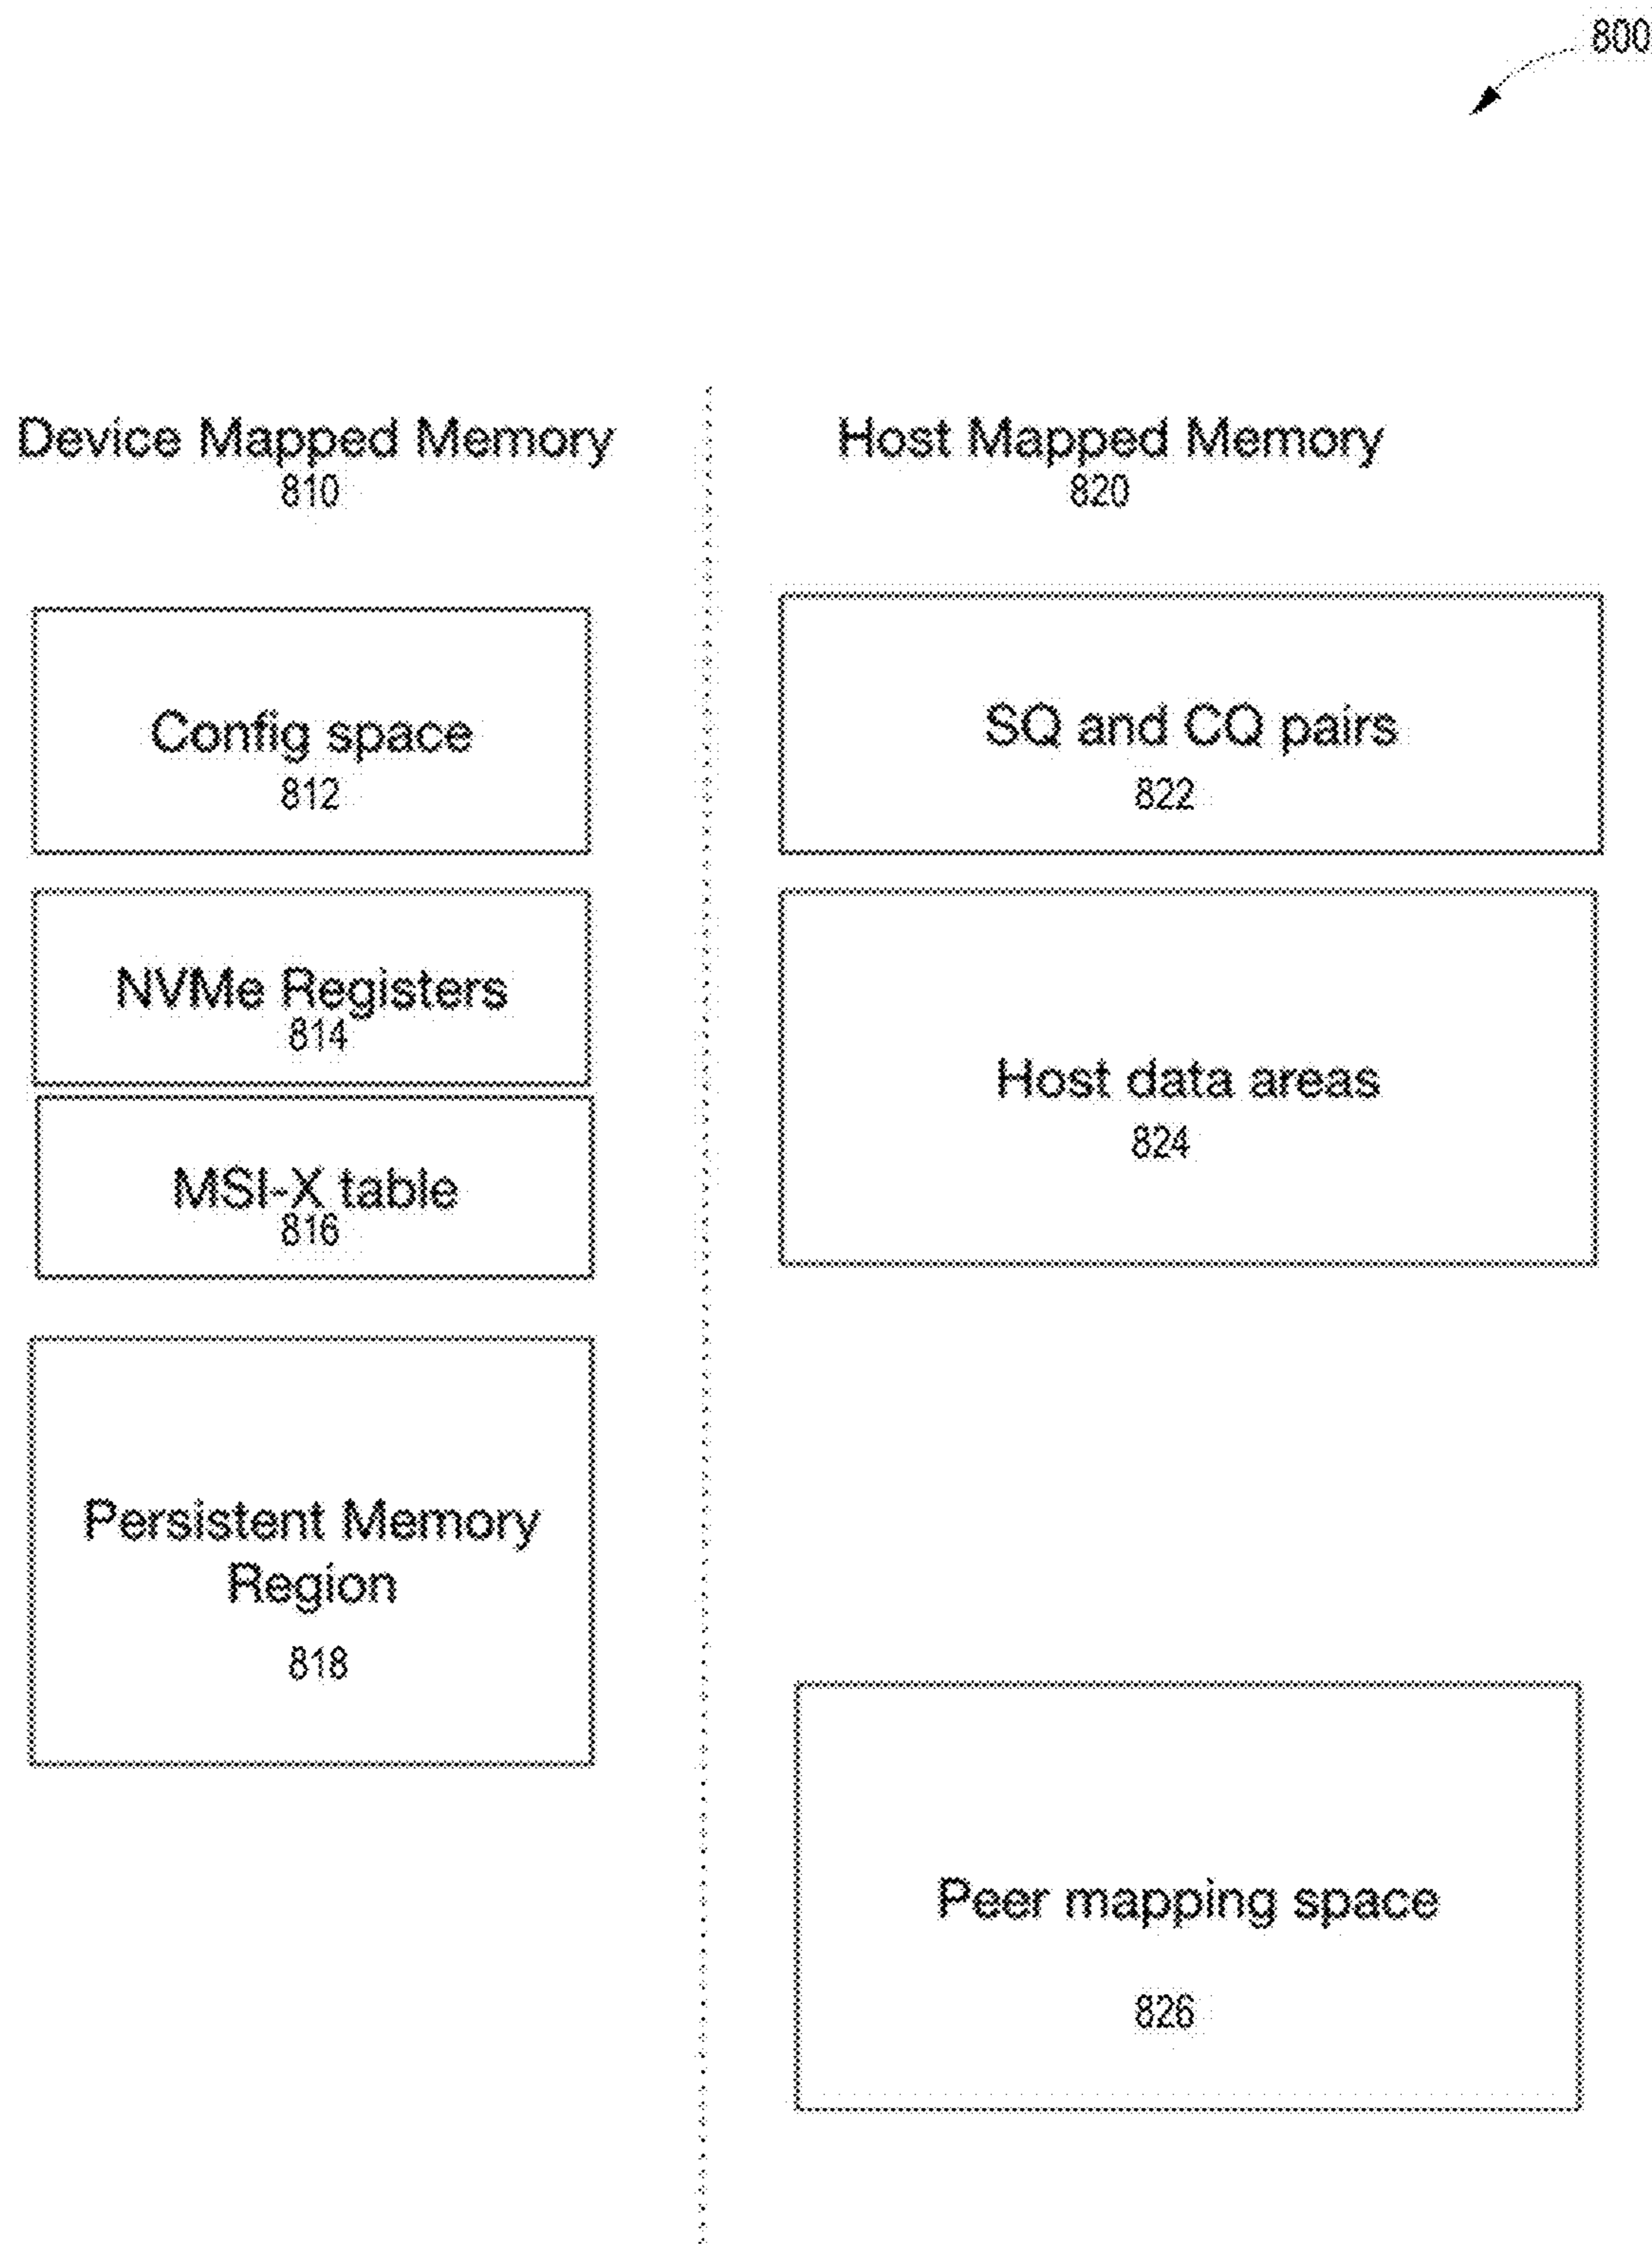 800
Device Mapped Memory
810
Config space
812
NVMe Registers
814
MSI-X table
816
Persistent Memory
Region
818
Host Mapped Memory
820
SQ and CQ pairs
822
Host data areas
824
Peer mapping space
826